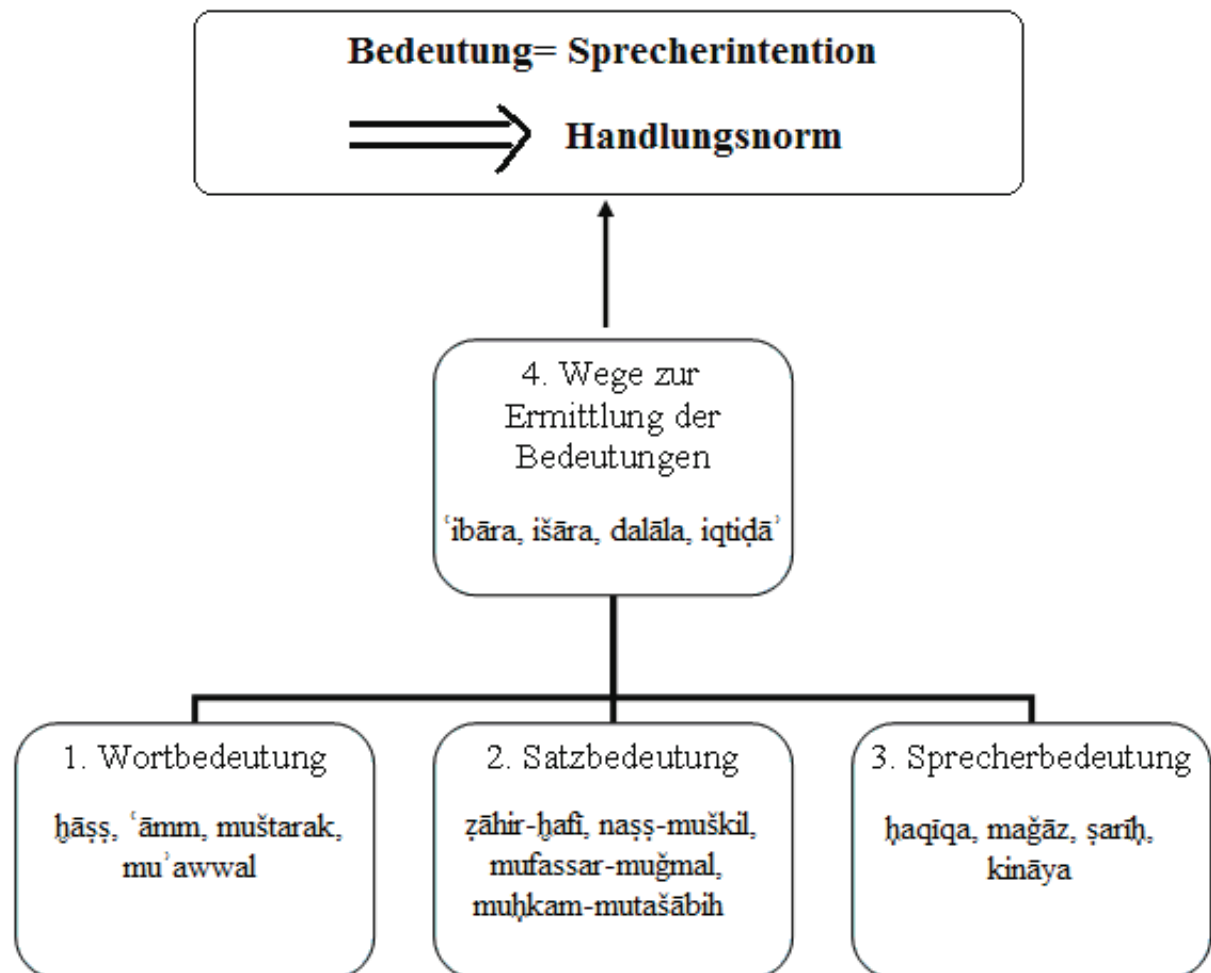 Bedeutung= Sprecherintention
Handlungsnorm
4. Wege zur
Ermittlung der
Bedeutungen
ʿibāra, išāra, dalāla, iqtiḍāʾ
1. Wortbedeutung
ḫāṣṣ, ʿāmm, muštarak,
muʾawwal
2. Satzbedeutung
ẓāhir-ḫafī, naṣṣ-muškil,
mufassar-muǧmal,
muḥkam-mutašābih
3. Sprecherbedeutung
ḥaqīqa, maǧāz, ṣarīḥ,
kināya